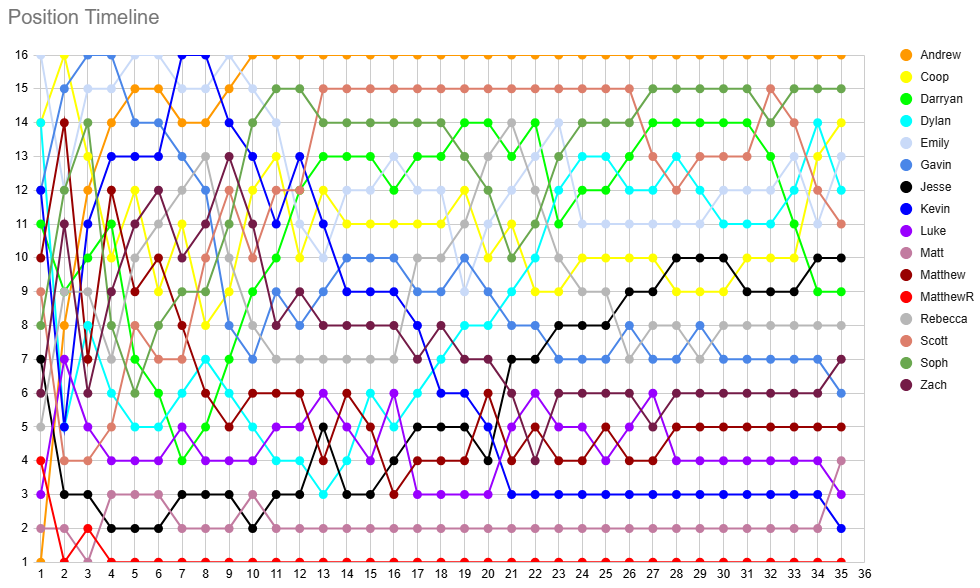 Position Timeline
16
15
14
13
12
11
10
9
8
7
6
5
4
3
2
1
1 2 3 4 5 6 7 8 9 10 11 12 13 14 15 16 17 18 19 20 21 22 23 24 25 26 27 28 29 30 31 32 33 34 35 36
Andrew
Coop
Darryan
Dylan
Emily
Gavin
Jesse
Kevin
Luke
Matt
Matthew
MatthewR
Rebecca
Scott
Soph
Zach